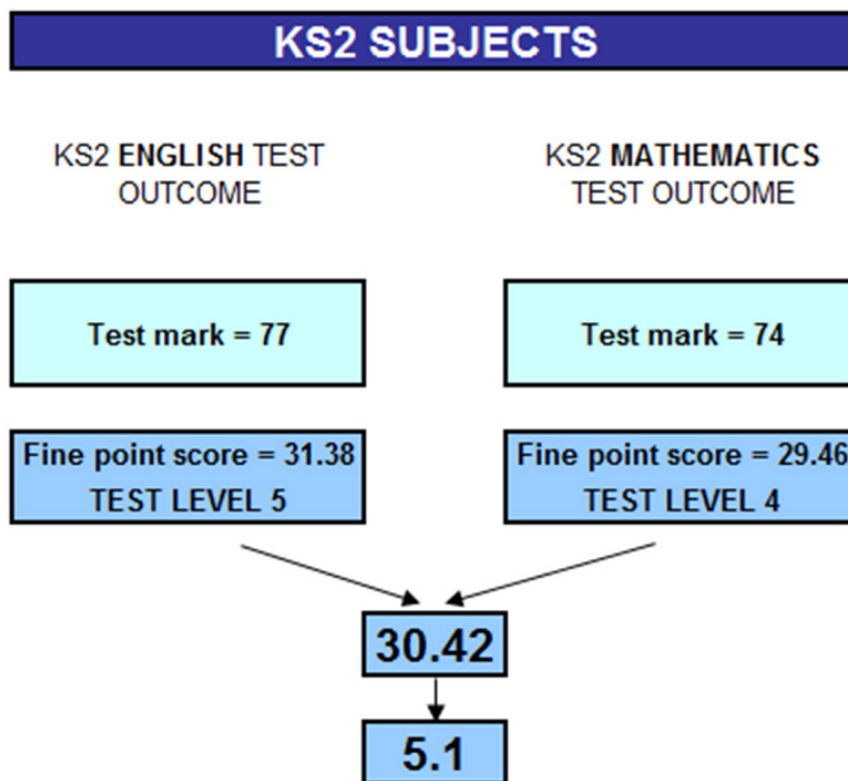 KS2 SUBJECTS
KS2 ENGLISH TEST
OUTCOME
KS2 MATHEMATICS
TEST OUTCOME
Test mark = 77
Test mark = 74
Fine point score = 31.38
TEST LEVEL 5
Fine point score = 29.46
TEST LEVEL 4
30.42
5.1